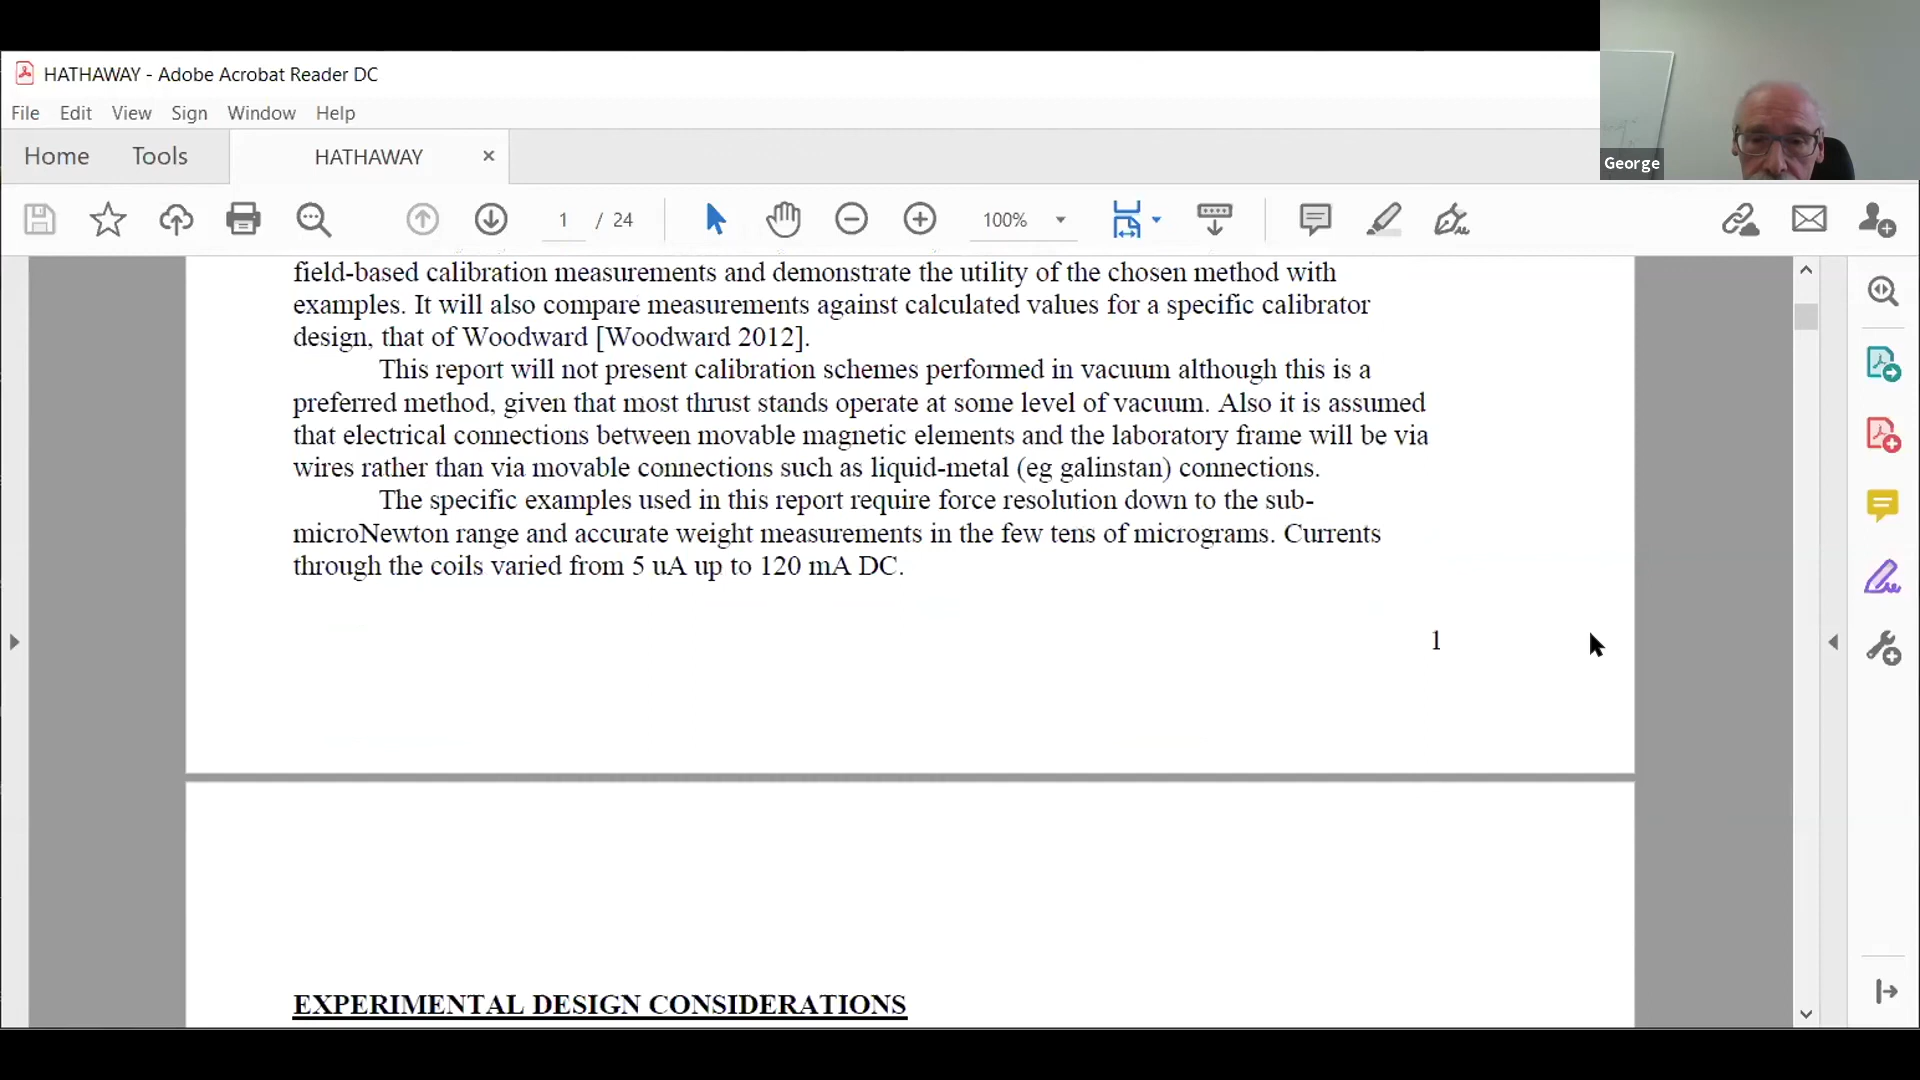 HATHAWAY - Adobe Acrobat Reader DC
File Edit View Sign Window Help
Home Tools HATHAWAY
1 / 24 100%
George
field-based calibration measurements and demonstrate the utility of the chosen method with
examples. It will also compare measurements against calculated values for a specific calibrator
design, that of Woodward [Woodward 2012].
This report will not present calibration schemes performed in vacuum although this is a
preferred method, given that most thrust stands operate at some level of vacuum. Also it is assumed
that electrical connections between movable magnetic elements and the laboratory frame will be via
wires rather than via movable connections such as liquid-metal (eg galinstan) connections.
The specific examples used in this report require force resolution down to the sub-
microNewton range and accurate weight measurements in the few tens of micrograms. Currents
through the coils varied from 5 uA up to 120 mA DC.
1
EXPERIMENTAL DESIGN CONSIDERATIONS